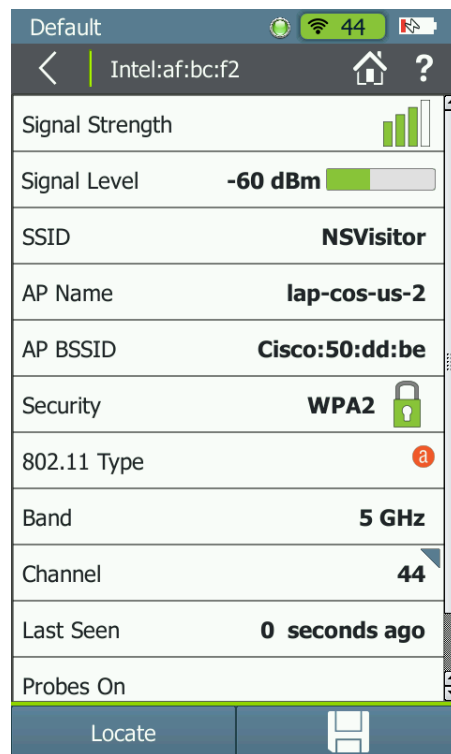 Default 44
Intel:af:bc:f2 ?
Signal Strength
Signal Level -60 dBm
SSID NSVisitor
AP Name lap-cos-us-2
AP BSSID Cisco:50:dd:be
Security WPA2
802.11 Type a
Band 5 GHz
Channel 44
Last Seen 0 seconds ago
Probes On
Locate